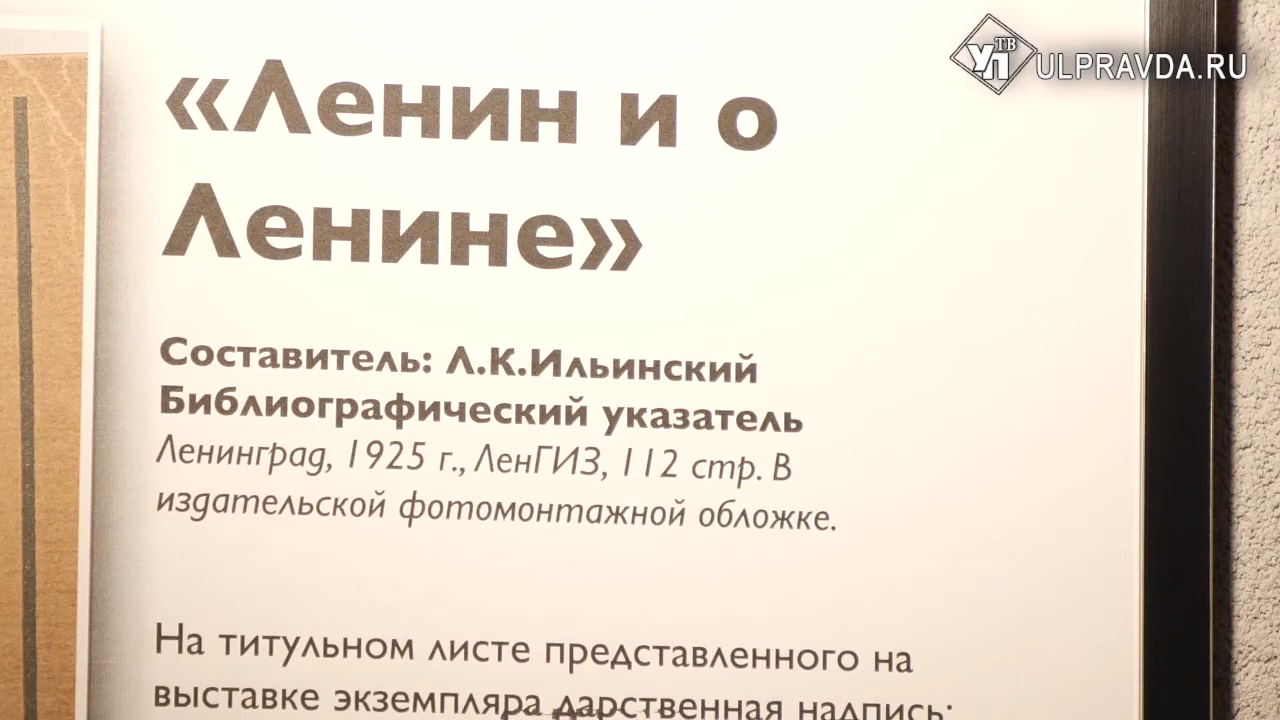 УП ТВ ULPRAVDA.RU
«Ленин и о
Ленине»
Составитель: Л.К.Ильинский
Библиографический указатель
Ленинград, 1925 г., ЛенГИЗ, 112 стр. В
издательской фотомонтажной обложке.
На титульном листе представленного на
выставке экземпляра дарственная надпись: